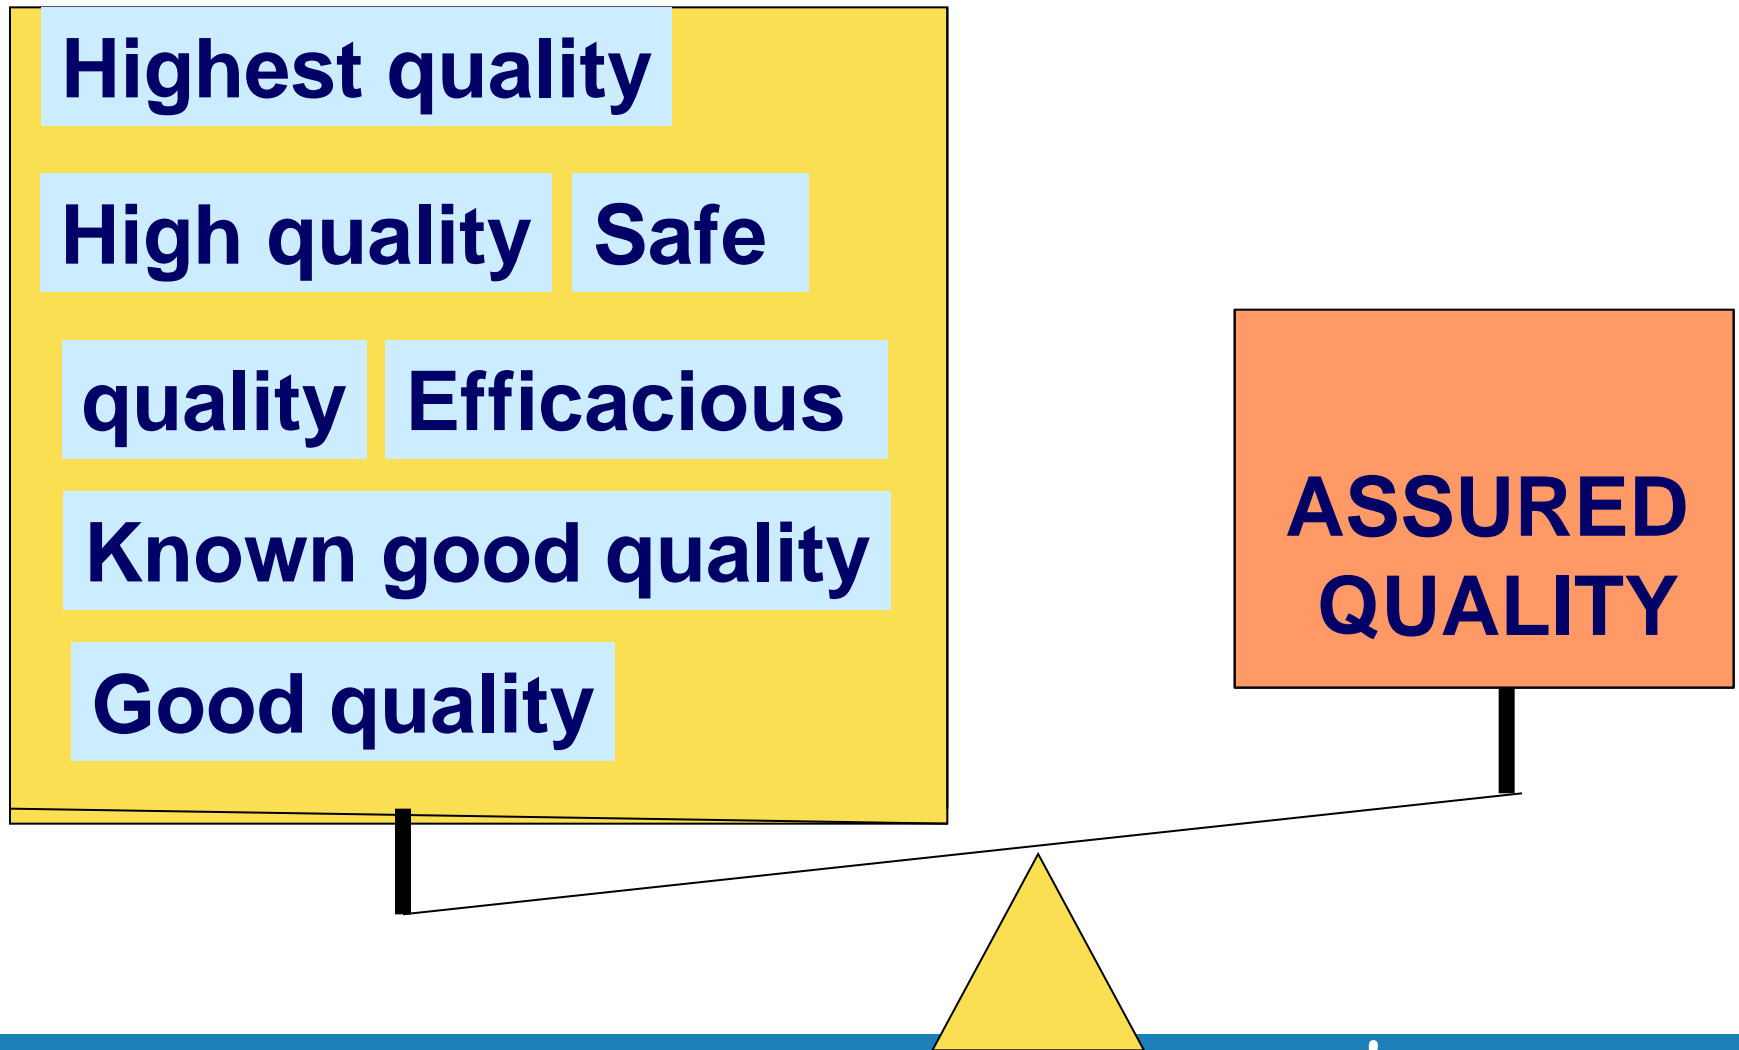 Highest quality
High quality Safe
quality Efficacious
Known good quality
Good quality
ASSURED
QUALITY